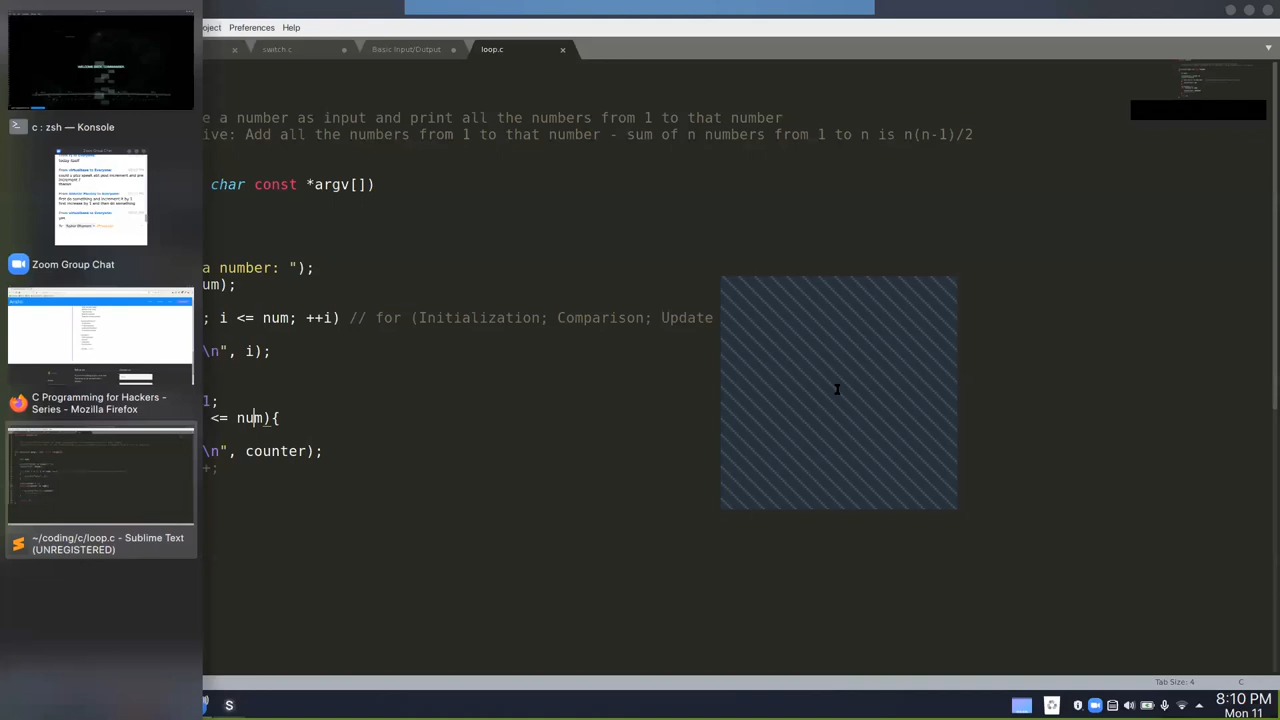 oject Preferences Help
switch.c
Basic Input/Output
loop.c
e a number as input and print all the numbers from 1 to that number
ive: Add all the numbers from 1 to that number - sum of n numbers from 1 to n is n(n-1)/2
char const *argv[])
a number: ");
um);
; i <= num; ++i) for (Initialization; Comparison; Update
\n", i);
1;
<= num){
\n", counter);
+;
c : zsh — Konsole
Zoom Group Chat
C Programming for Hackers -
Series - Mozilla Firefox
~/coding/c/loop.c - Sublime Text
(UNREGISTERED)
Tab Size: 4
C
S
8:10 PM
Mon 11